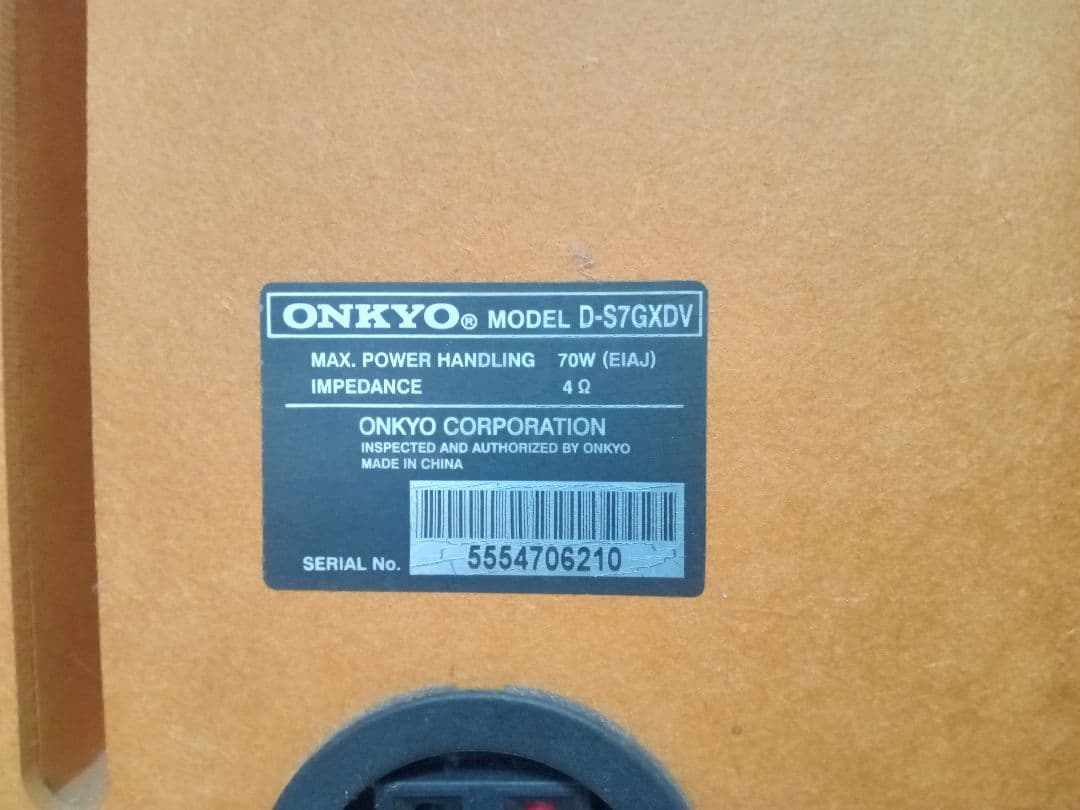 ONKYO® MODEL D-S7GXDV
MAX. POWER HANDLING 70W (EIAJ)
IMPEDANCE 4 Ω
ONKYO CORPORATION
INSPECTED AND AUTHORIZED BY ONKYO
MADE IN CHINA
SERIAL No. 5554706210